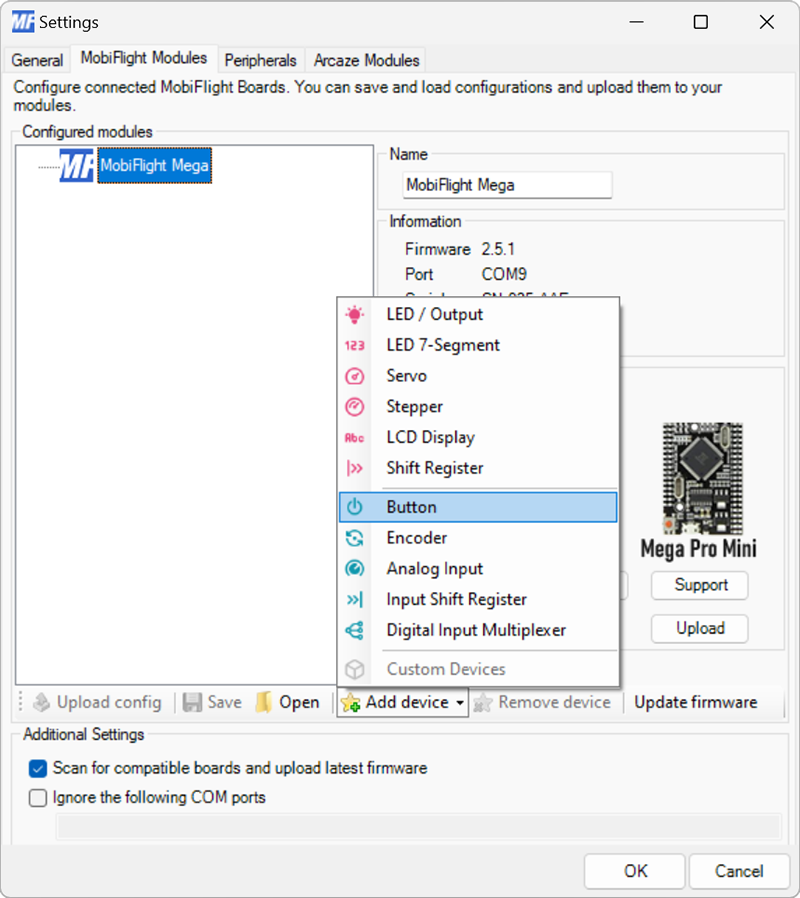 MF Settings
General MobiFlight Modules Peripherals Arcaze Modules
Configure connected MobiFlight Boards. You can save and load configurations and upload them to your
modules.
Configured modules
MF MobiFlight Mega
Name
MobiFlight Mega
Information
Firmware 2.5.1
Port COM9
LED / Output
123 LED 7-Segment
Servo
Stepper
Abc LCD Display
Shift Register
Button
Encoder
Analog Input
Input Shift Register
Digital Input Multiplexer
Custom Devices
Mega Pro Mini
Support
Upload
Upload config Save Open Add device Remove device Update firmware
Additional Settings
Scan for compatible boards and upload latest firmware
Ignore the following COM ports
OK Cancel